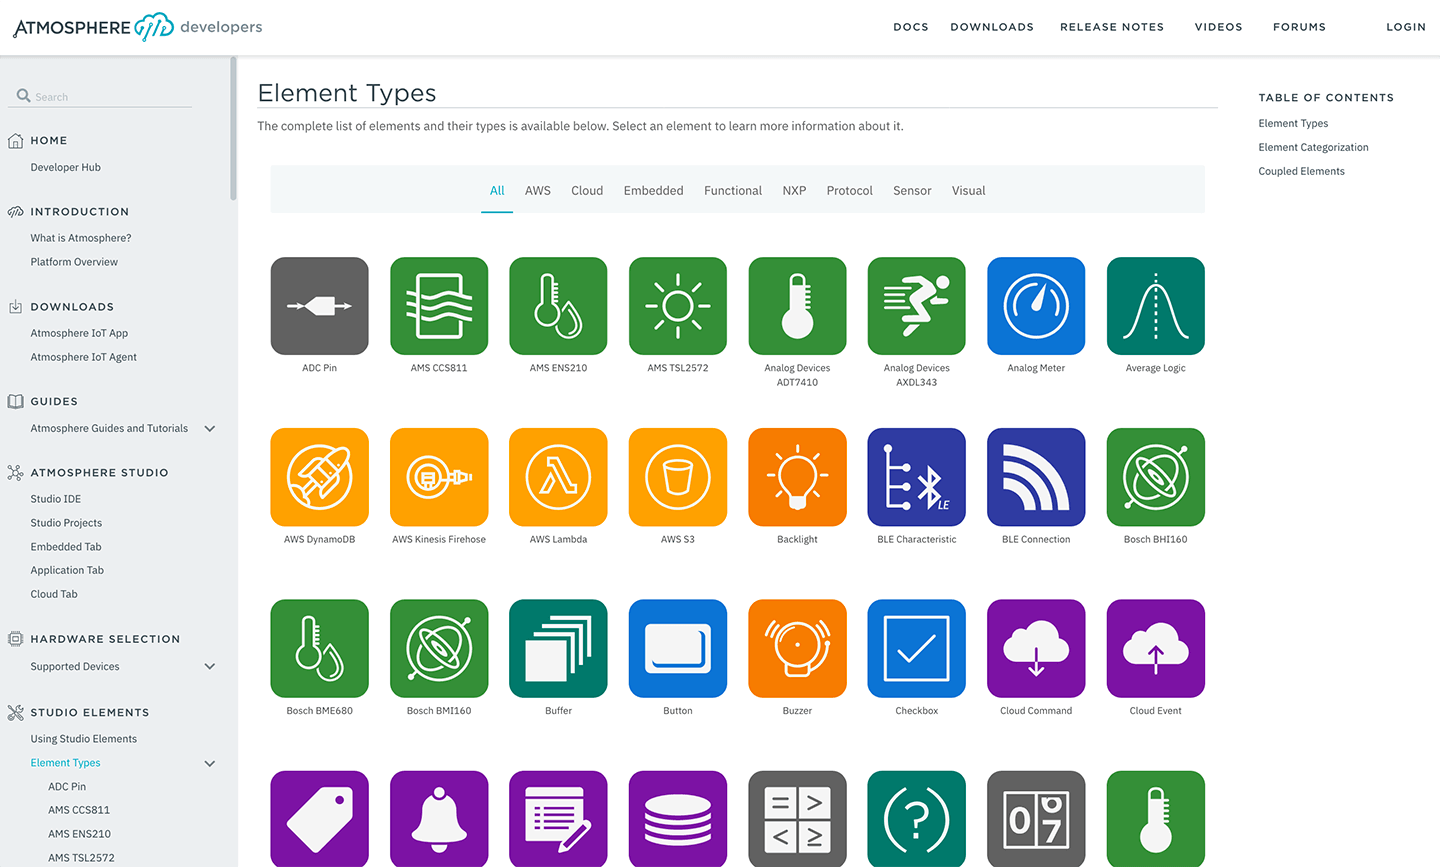 ATMOSPHERE developers
DOCS
DOWNLOADS
RELEASE NOTES
VIDEOS
FORUMS
LOGIN
Search
HOME
Developer Hub
INTRODUCTION
What is Atmosphere?
Platform Overview
DOWNLOADS
Atmosphere IoT App
Atmosphere IoT Agent
GUIDES
Atmosphere Guides and Tutorials
ATMOSPHERE STUDIO
Studio IDE
Studio Projects
Embedded Tab
Application Tab
Cloud Tab
HARDWARE SELECTION
Supported Devices
STUDIO ELEMENTS
Using Studio Elements
Element Types
ADC Pin
AMS CCS811
AMS ENS210
AMS TSL2572
Element Types
The complete list of elements and their types is available below. Select an element to learn more information about it.
All
AWS
Cloud
Embedded
Functional
NXP
Protocol
Sensor
Visual
ADC Pin
AMS CCS811
AMS ENS210
AMS TSL2572
Analog Devices
ADT7410
Analog Devices
AXDL343
Analog Meter
Average Logic
AWS DynamoDB
AWS Kinesis Firehose
AWS Lambda
AWS S3
Backlight
LE
BLE Characteristic
BLE Connection
Bosch BHI160
Bosch BME680
Bosch BMI160
Buffer
Button
Buzzer
Checkbox
Cloud Command
Cloud Event
= >
< ≥
(?)
07
TABLE OF CONTENTS
Element Types
Element Categorization
Coupled Elements